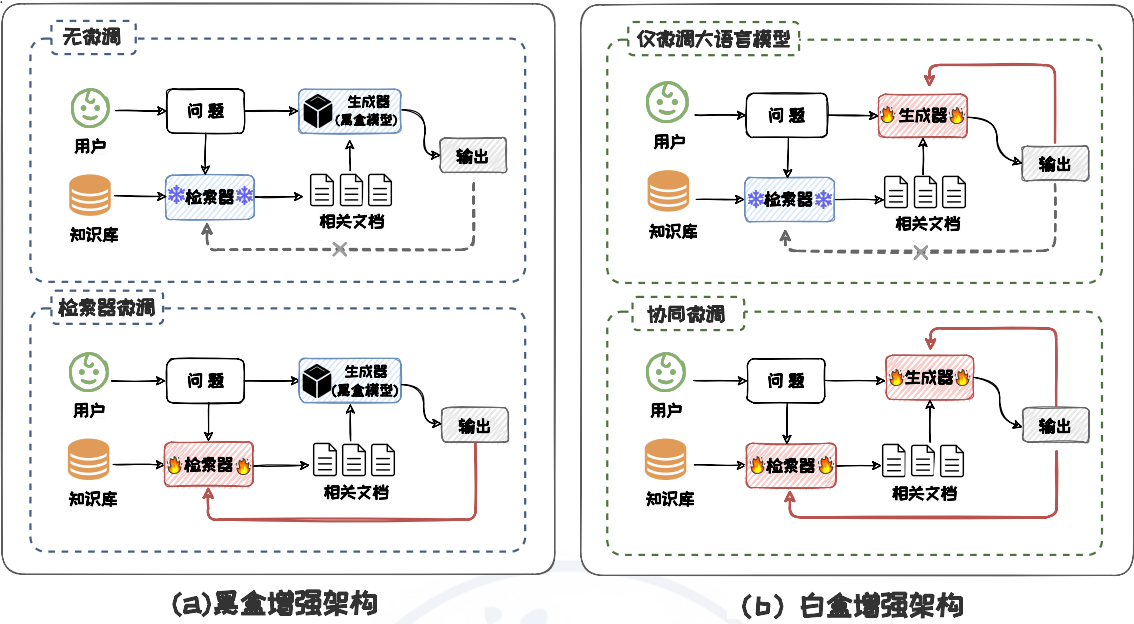 无微调
用户
问 题
生成器
(黑盒模型)
输出
知识库
检索器
相关文档
检索器微调
用户
问 题
生成器
(黑盒模型)
输出
知识库
检索器
相关文档
(a)黑盒增强架构
仅微调大语言模型
用户
问 题
生成器
输出
知识库
检索器
相关文档
协同微调
用户
问 题
生成器
输出
知识库
检索器
相关文档
(b) 白盒增强架构